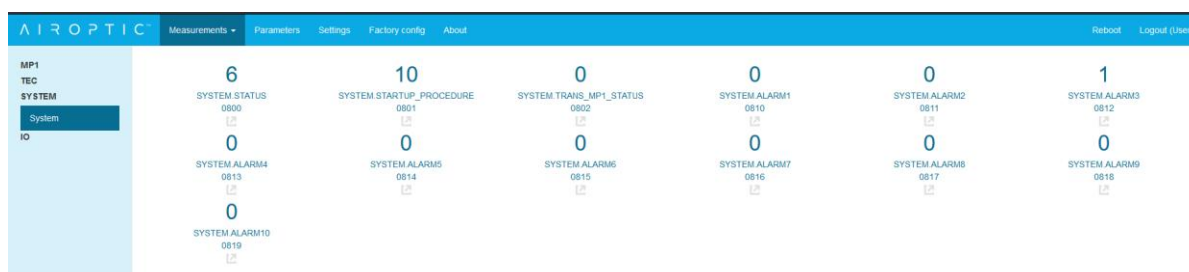 AIROPTIC™ Measurements Parameters Settings Factory config About Reboot Logout (User
MP1
TEC
SYSTEM
System
IO
6 10 0 0 0 1
SYSTEM.STATUS SYSTEM.STARTUP_PROCEDURE SYSTEM.TRANS_MP1_STATUS SYSTEM.ALARM1 SYSTEM.ALARM2 SYSTEM.ALARM3
0800 0801 0802 0810 0811 0812
0 0 0 0 0 0
SYSTEM.ALARM4 SYSTEM.ALARM5 SYSTEM.ALARM6 SYSTEM.ALARM7 SYSTEM.ALARM8 SYSTEM.ALARM9
0813 0814 0815 0816 0817 0818
0
SYSTEM.ALARM10
0819